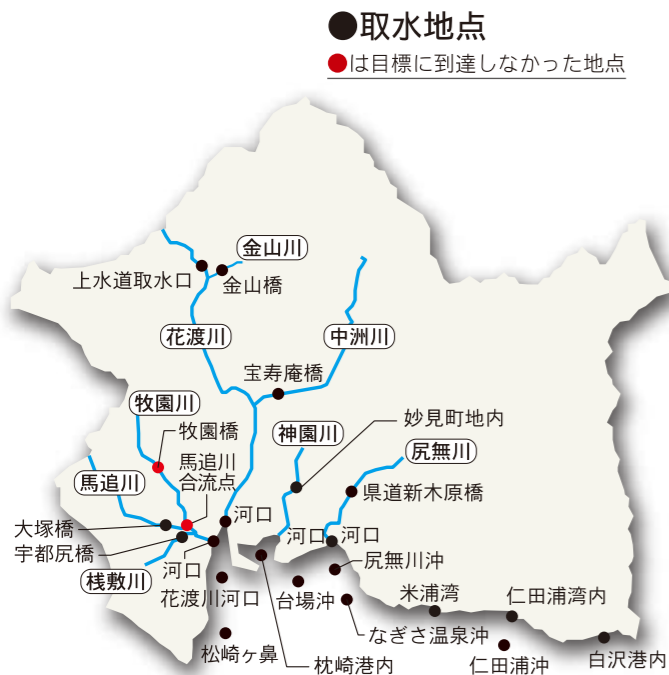 ●取水地点
●は目標に到達しなかった地点
金山川
上水道取水口
金山橋
花渡川
中洲川
宝寿庵橋
牧園川
牧園橋
神園川
妙見町地内
尻無川
馬追川
馬追川
合流点
県道新木原橋
大塚橋
河口
宇都尻橋
河口
河口
河口
桟敷川
尻無川沖
花渡川河口
台場沖
米浦湾
仁田浦湾内
なぎさ温泉沖
松崎ヶ鼻
枕崎港内
仁田浦沖
白沢港内